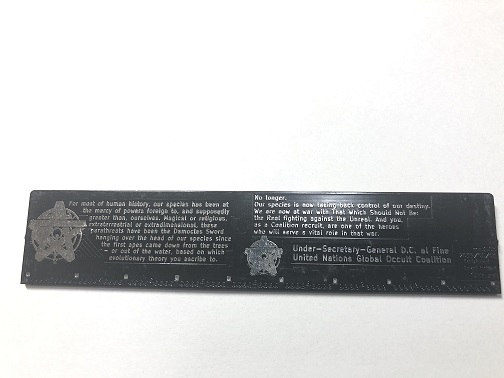 For most of human history, our species has been at
the mercy of powers foreign to, and supposedly
greater than, ourselves. Magical or religious,
extraterrestrial or extradimensional, these
parathreats have been the Damocles Sword
hanging over the head of our species since
the first apes came down from the trees
— or out of the water, based on which
evolutionary theory you ascribe to.
No longer.
Our species is now taking back control of our destiny.
We are now at war with That Which Should Not Be:
the Real fighting against the Unreal. And you,
as a Coalition recruit, are one of the heroes
who will serve a vital role in that war.
Under-Secretary-General D.C. al Fine
United Nations Global Occult Coalition